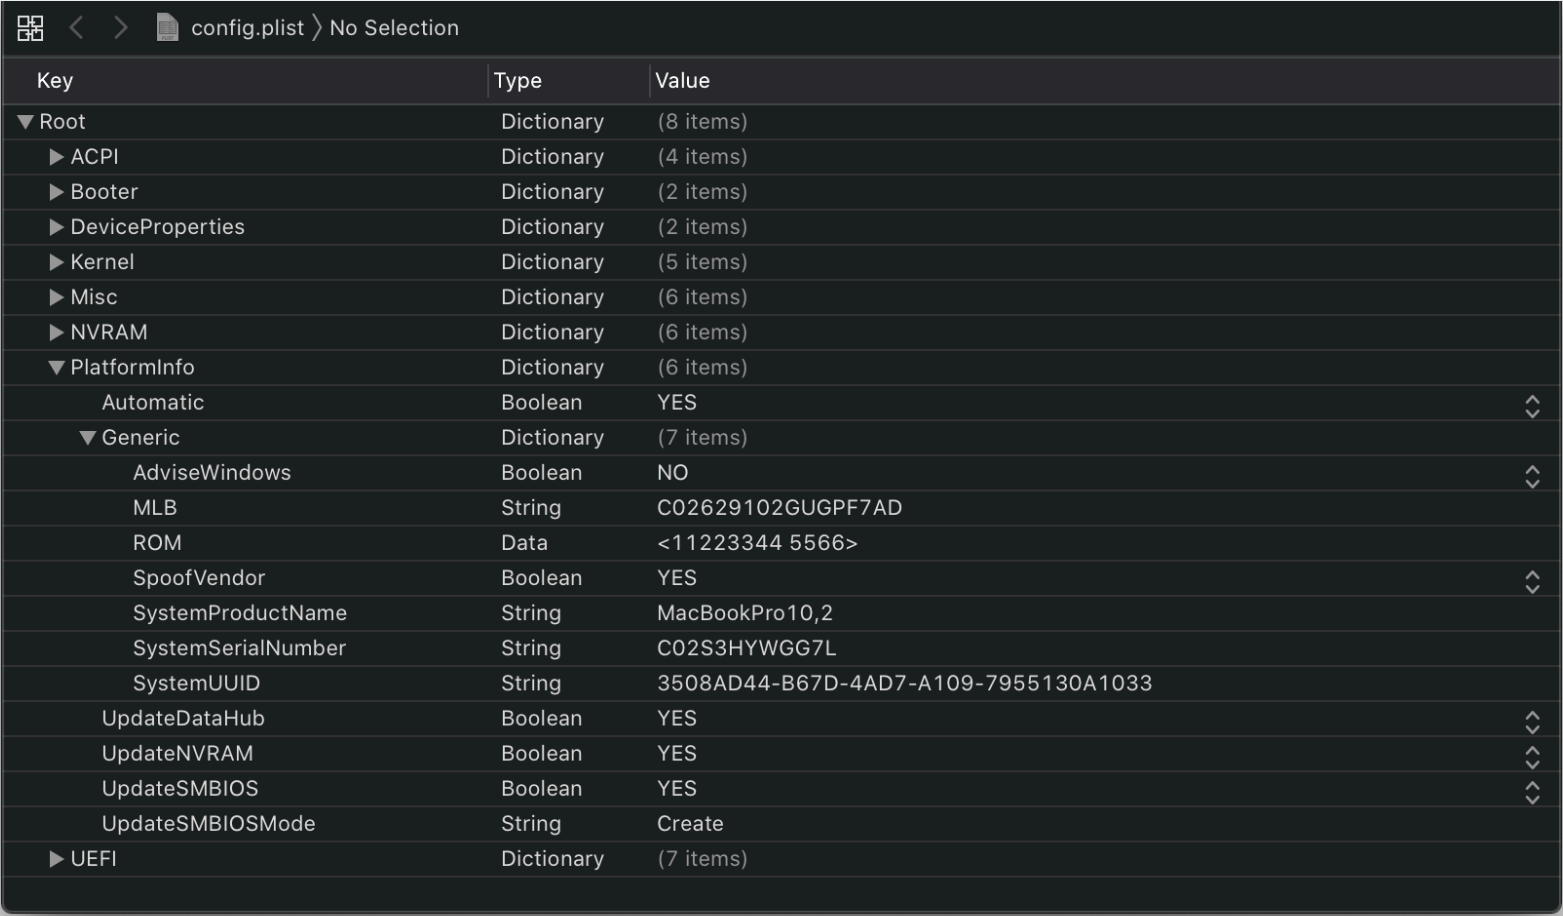 config.plist No Selection
Key Type Value
Root Dictionary (8 items)
ACPI Dictionary (4 items)
Booter Dictionary (2 items)
DeviceProperties Dictionary (2 items)
Kernel Dictionary (5 items)
Misc Dictionary (6 items)
NVRAM Dictionary (6 items)
PlatformInfo Dictionary (6 items)
Automatic Boolean YES
Generic Dictionary (7 items)
AdviseWindows Boolean NO
MLB String C02629102GUGPF7AD
ROM Data <11223344 5566>
SpoofVendor Boolean YES
SystemProductName String MacBookPro10,2
SystemSerialNumber String C02S3HYWGG7L
SystemUUID String 3508AD44-B67D-4AD7-A109-7955130A1033
UpdateDataHub Boolean YES
UpdateNVRAM Boolean YES
UpdateSMBIOS Boolean YES
UpdateSMBIOSMode String Create
UEFI Dictionary (7 items)